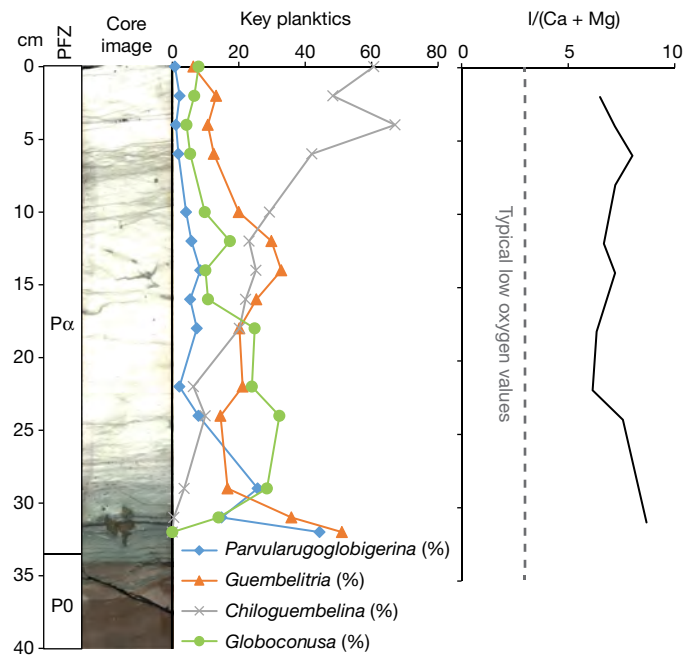 Key planktics
I/(Ca + Mg)
cm
PFZ
Core
image
0 20 40 60 80
0 5 10
0
5
10
15
20
25
30
35
40
Pα
P0
Typical low oxygen values
Parvularugoglobigerina (%)
Guembelitria (%)
Chiloguembelina (%)
Globoconusa (%)